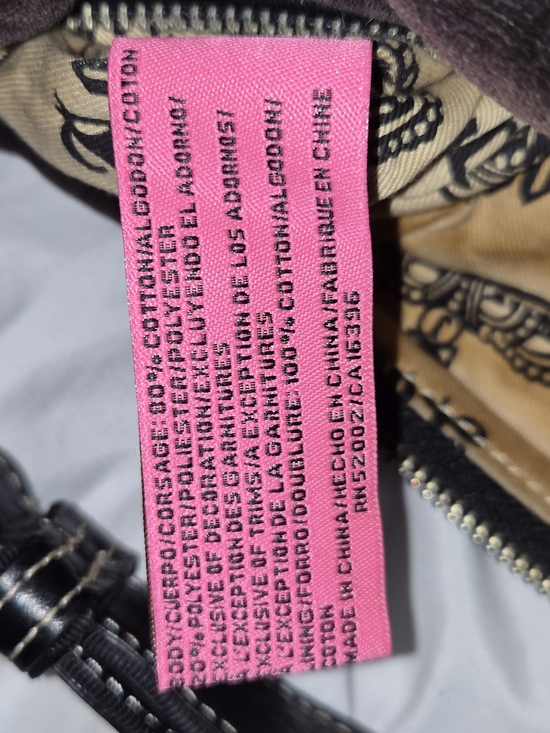 BODY/CUERPO/CORSAGE: 80% COTTON/ALGODON/COTON
20% POLYESTER/POLIESTER/POLYESTER
EXCLUSIVE OF DECORATION/EXCLUYENDO EL ADORNO/
A L'EXCEPTION DES GARNITURES
EXCLUSIVE OF TRIMS/A EXCEPTION DE LOS ADORNOS/
A L'EXCEPTION DE LA GARNITURES
LINING/FORRO/DOUBLURE: 100% COTTON/ALGODON/
COTON
MADE IN CHINA/HECHO EN CHINA/FABRIQUE EN CHINE
RN52002/CA16396